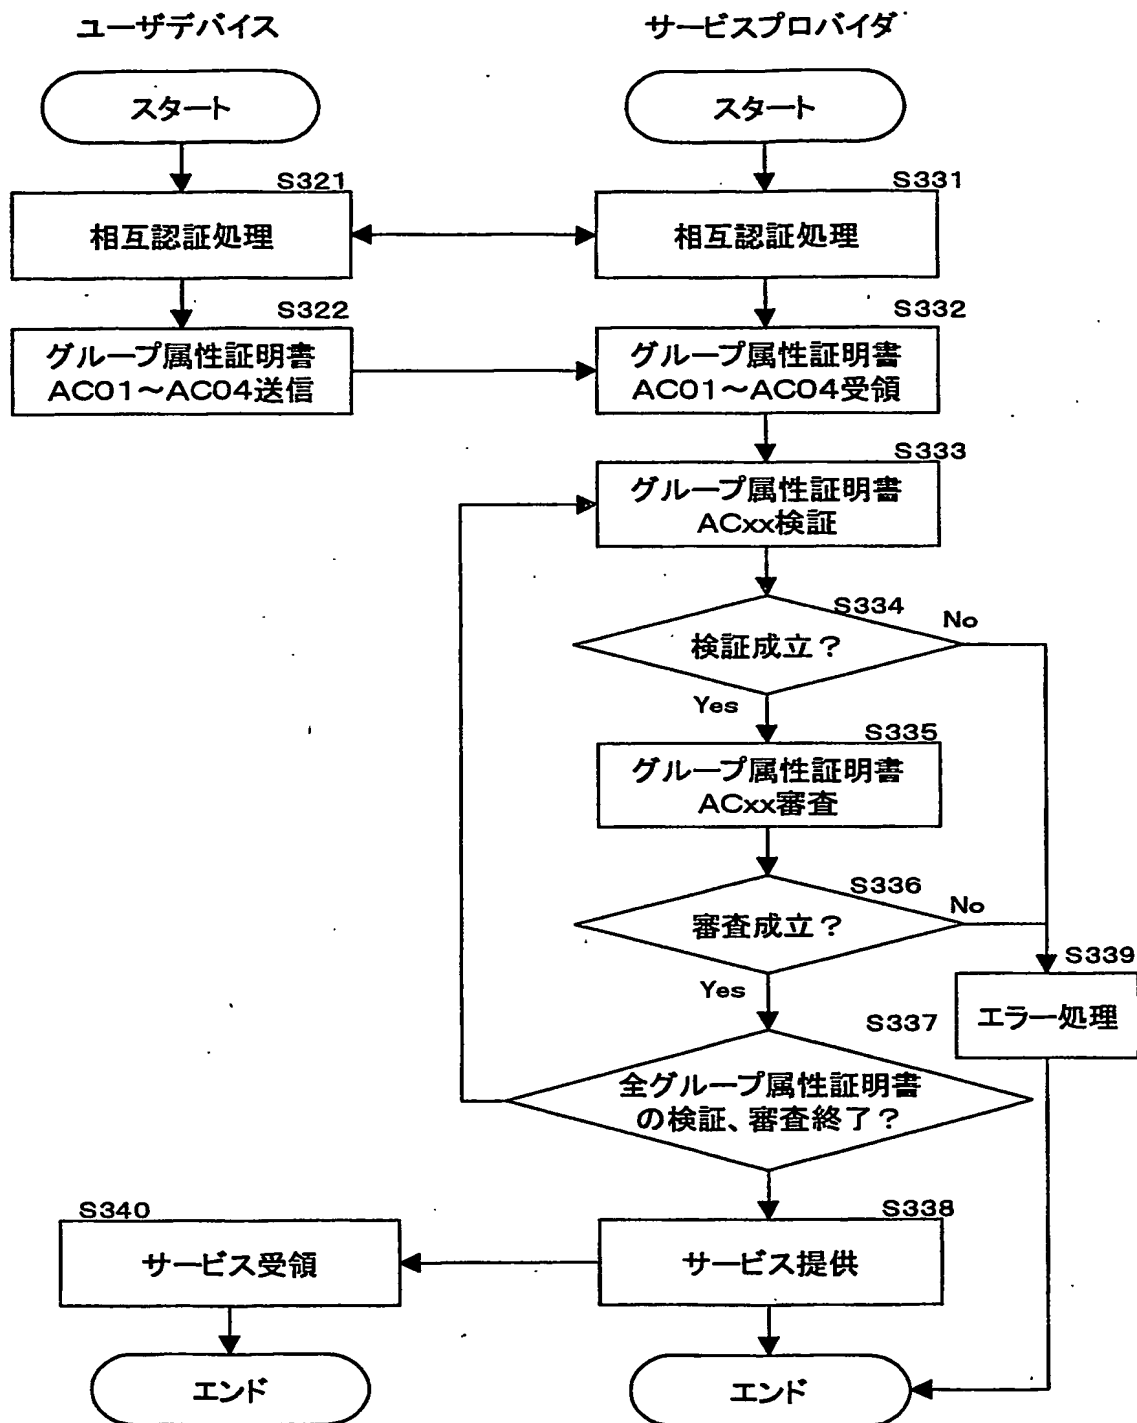 ユーザデバイス
サービスプロバイダ
スタート
スタート
S321
相互認証処理
S331
相互認証処理
S322
グループ属性証明書
AC01～AC04送信
S332
グループ属性証明書
AC01～AC04受領
S333
グループ属性証明書
ACxx検証
S334
検証成立？
No
Yes
S335
グループ属性証明書
ACxx審査
S336
審査成立？
No
Yes
S339
エラー処理
S337
全グループ属性証明書
の検証、審査終了？
S340
サービス受領
S338
サービス提供
エンド
エンド